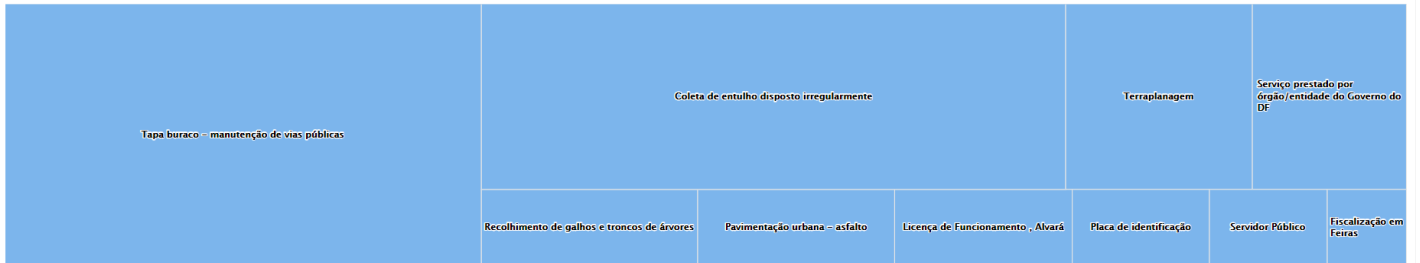 Tapa buraco - manutenção de vias públicas
Coleta de entulho disposto irregularmente
Terraplanagem
Serviço prestado por
órgão/entidade do Governo do
DF
Recolhimento de galhos e troncos de árvores
Pavimentação urbana - asfalto
Licença de Funcionamento , Alvará
Placa de identificação
Servidor Público
Fiscalização em
Feiras